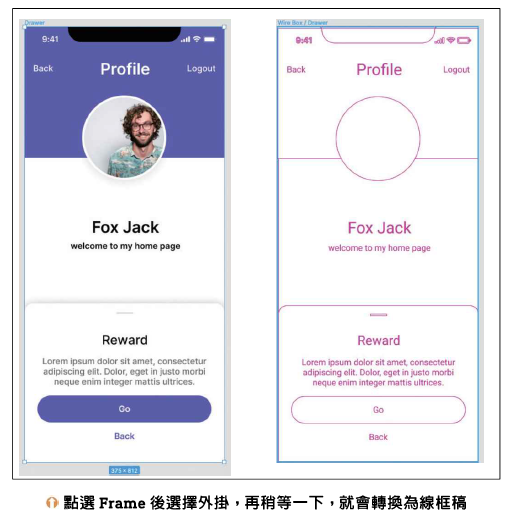 Drawer
9:41
Back
Profile
Logout
Fox Jack
welcome to my home page
Reward
Lorem ipsum dolor sit amet, consectetur
adipiscing elit. Dolor, eget in justo morbi
neque enim integer mattis ultrices.
Go
Back
375 × 812
Wire Box / Drawer
9:41
Back
Profile
Logout
Fox Jack
welcome to my home page
Reward
Lorem ipsum dolor sit amet, consectetur
adipiscing elit. Dolor, eget in justo morbi
neque enim integer mattis ultrices.
Go
Back
點選 Frame 後選擇外掛，再稍等一下，就會轉換為線框稿